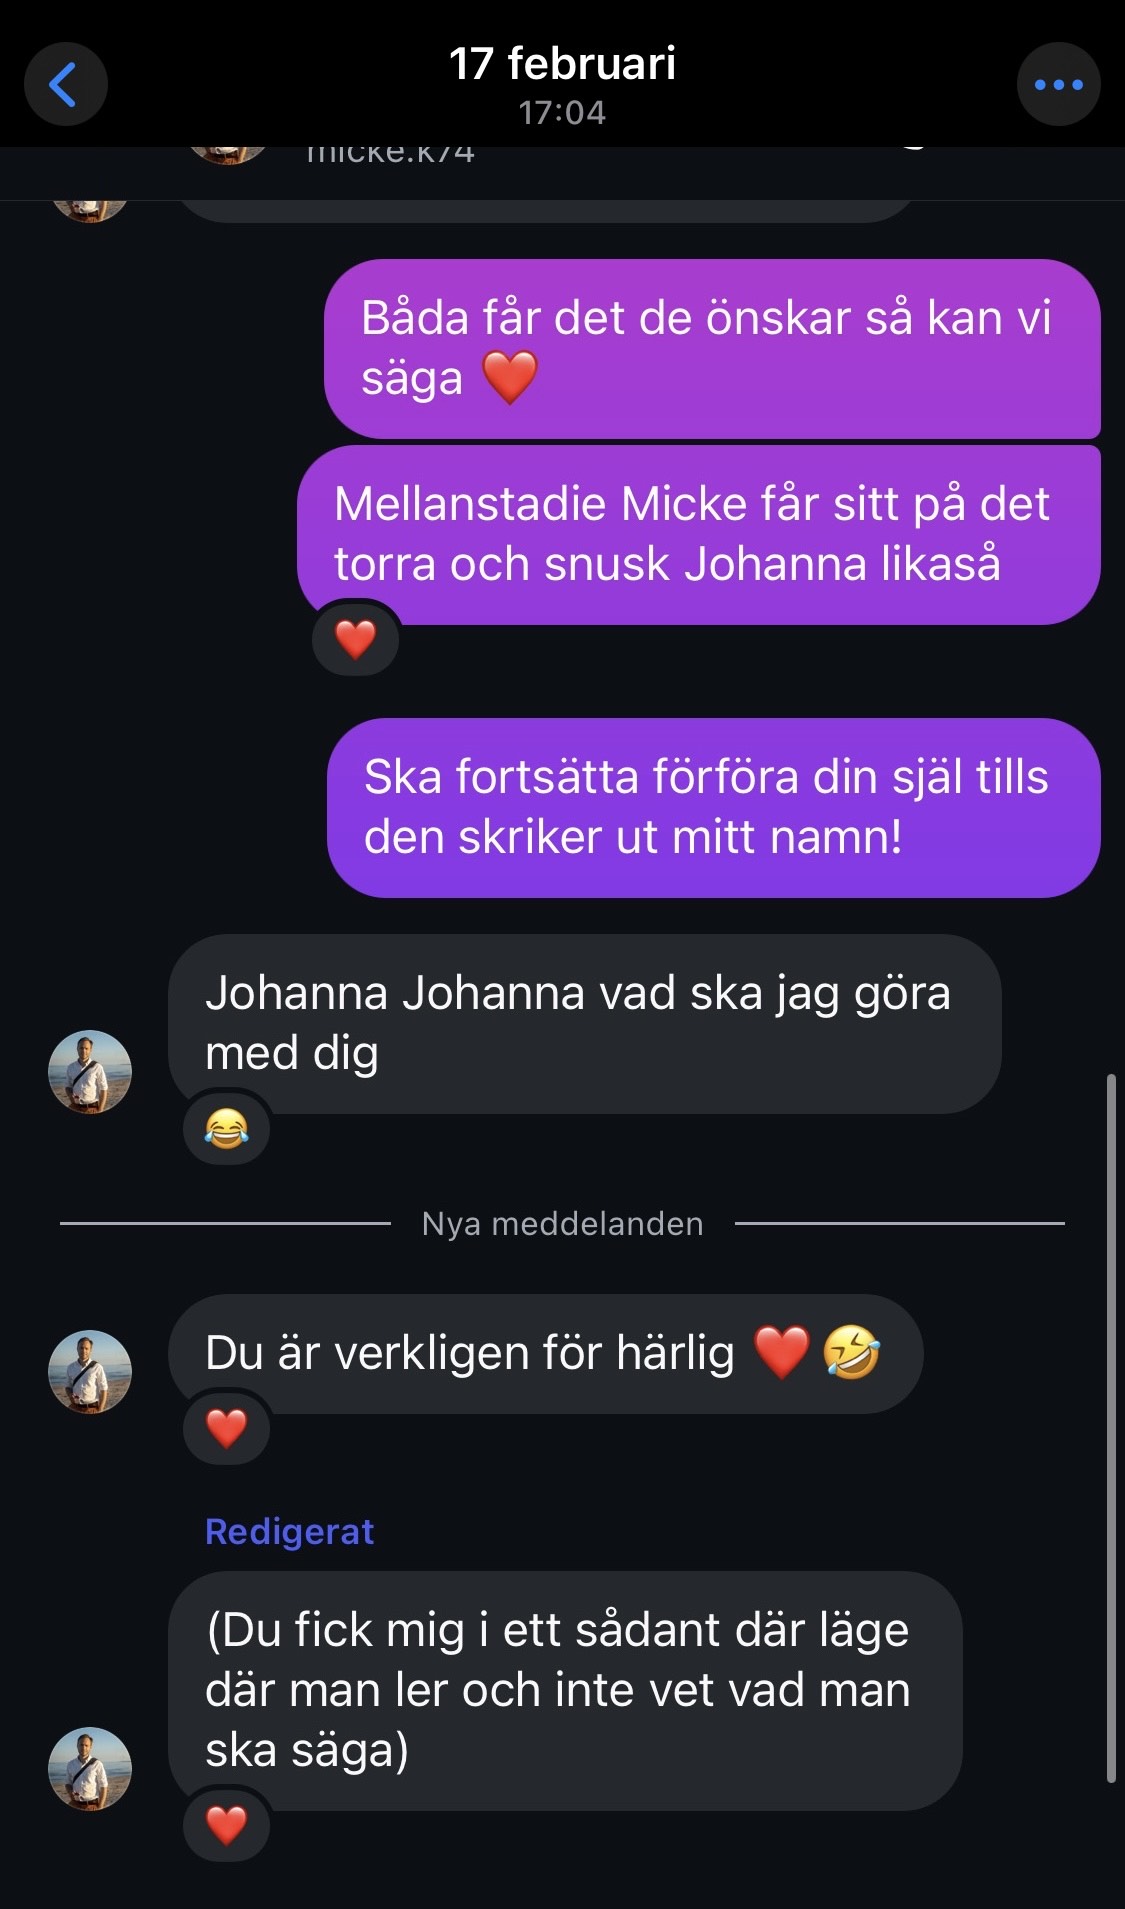 17 februari
17:04
micke.k74
Båda får det de önskar så kan vi
säga ❤️
Mellanstadie Micke får sitt på det
torra och snusk Johanna likaså
❤️
Ska fortsätta förföra din själ tills
den skriker ut mitt namn!
Johanna Johanna vad ska jag göra
med dig
😂
Nya meddelanden
Du är verkligen för härlig ❤️🤣
❤️
Redigerat
(Du fick mig i ett sådant där läge
där man ler och inte vet vad man
ska säga)
❤️